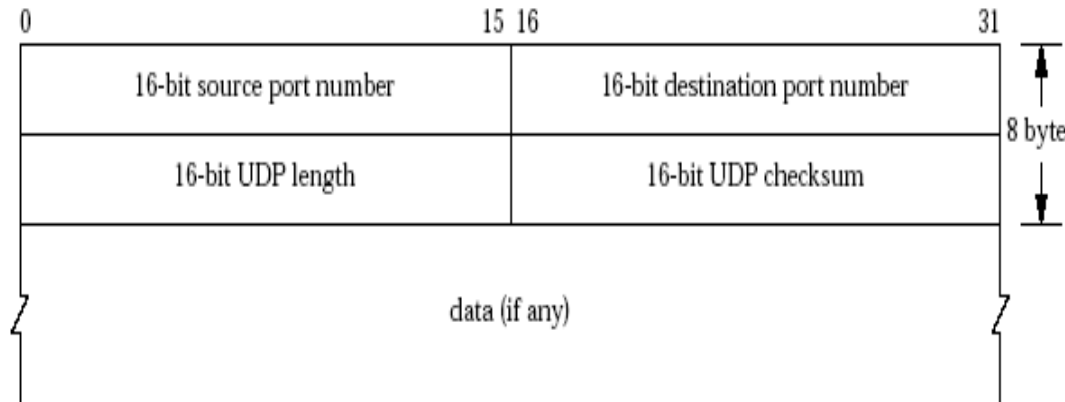 0 15 16 31
16-bit source port number 16-bit destination port number
8 byte
16-bit UDP length 16-bit UDP checksum
data (if any)